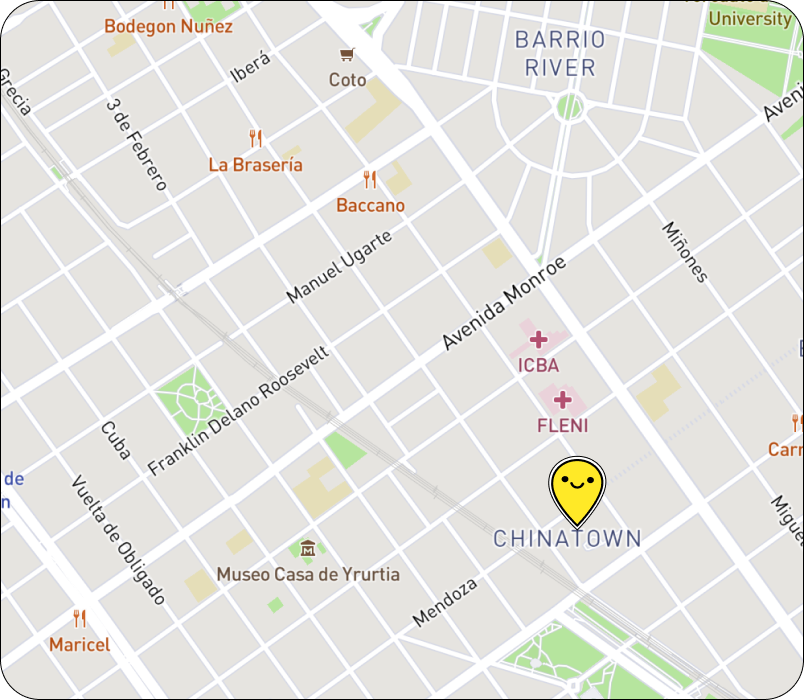 University
Bodegon Nuñez
BARRIO
RIVER
Iberá
Coto
Grecia
Aveni
3 de Febrero
La Brasería
Baccano
Miñones
Manuel Ugarte
Avenida Monroe
ICBA
Franklin Delano Roosevelt
FLENI
Cuba
Carr
de
n
Vuelta de Obligado
Migue
CHINATOWN
Museo Casa de Yrurtia
Mendoza
Maricel